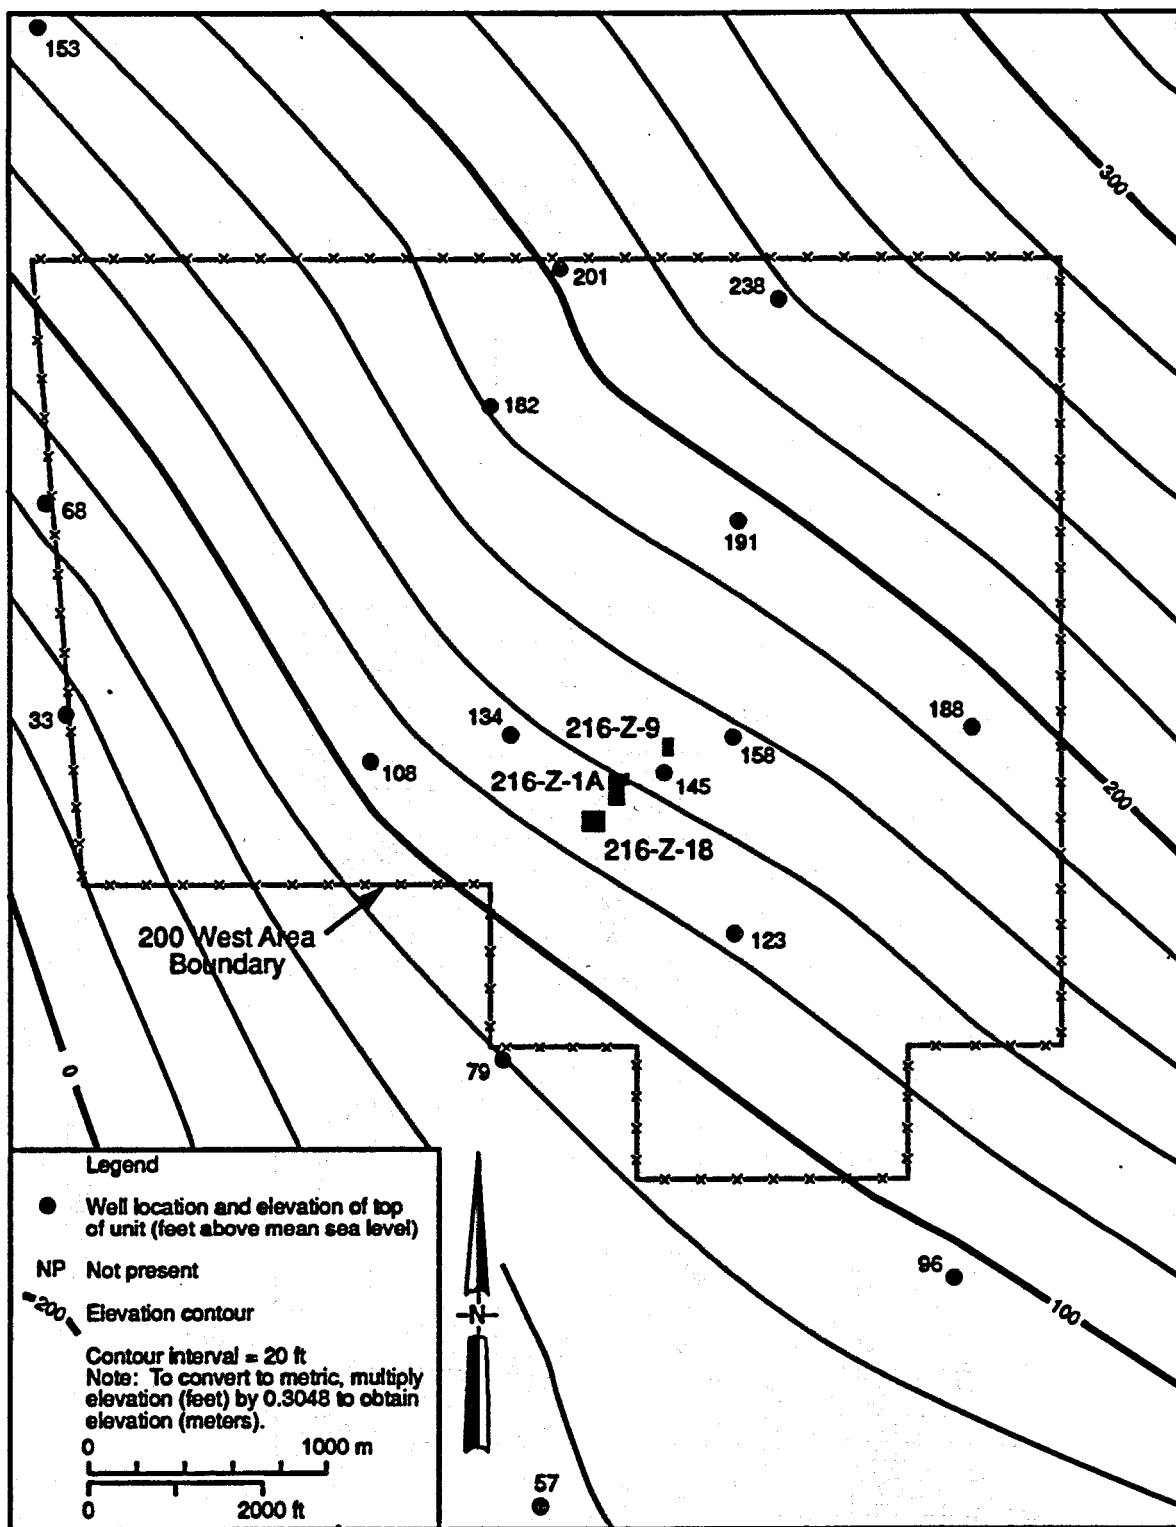 153
300
201
238
182
68
191
33
134
216-Z-9
188
158
108
216-Z-1A
145
200
216-Z-18
200 West Area
Boundary
123
79
0
96
100
57
N
Legend
Well location and elevation of top
of unit (feet above mean sea level)
NP Not present
200 Elevation contour
Contour interval = 20 ft
Note: To convert to metric, multiply
elevation (feet) by 0.3048 to obtain
elevation (meters).
0 1000 m
0 2000 ft